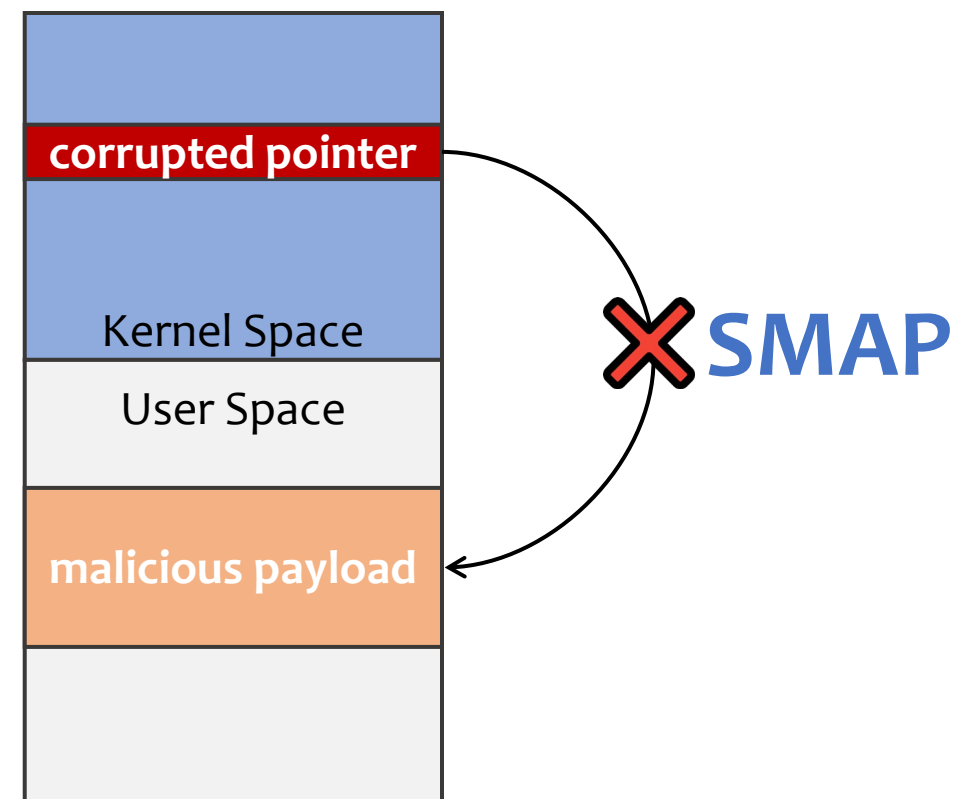 corrupted pointer
Kernel Space
SMAP
User Space
malicious payload